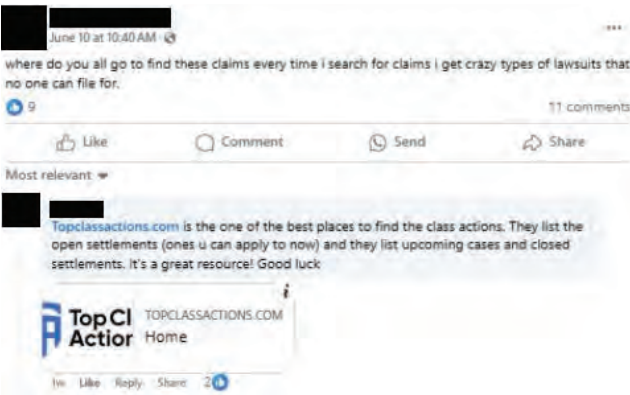 June 10 at 10:40 AM
where do you all go to find these claims every time i search for claims i get crazy types of lawsuits that
no one can file for.
9
11 comments
Like
Comment
Send
Share
Most relevant
Topclassactions.com is the one of the best places to find the class actions. They list the
open settlements (ones u can apply to now) and they list upcoming cases and closed
settlements. It's a great resource! Good luck
i
Top Cl
Actior
TOPCLASSACTIONS.COM
Home
1w Like Reply Share 2